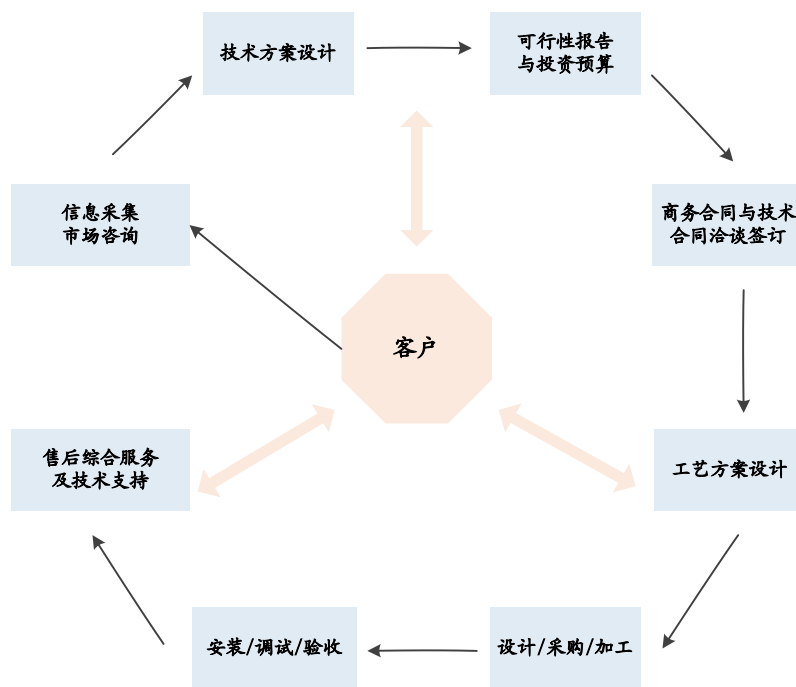 技术方案设计
可行性报告
与投资预算
信息采集
市场咨询
商务合同与技术
合同洽谈签订
客户
售后综合服务
及技术支持
工艺方案设计
安装/调试/验收
设计/采购/加工